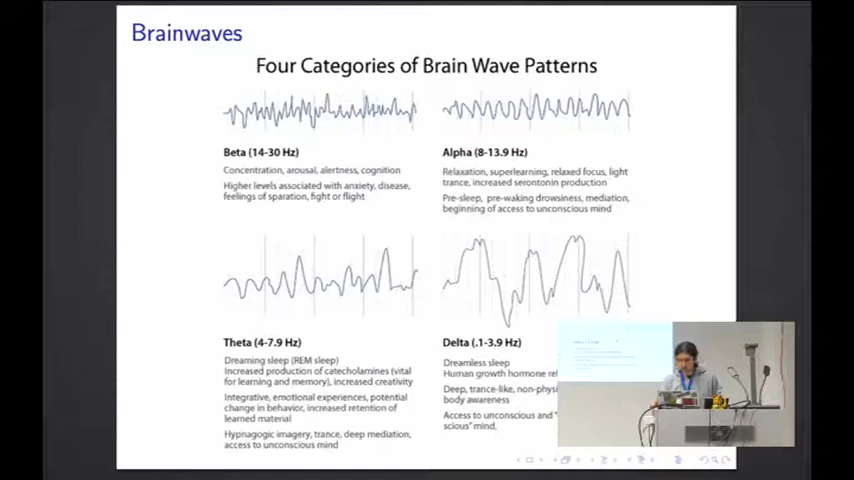 Brainwaves
Four Categories of Brain Wave Patterns
Beta (14-30 Hz)
Concentration, arousal, alertness, cognition
Higher levels associated with anxiety, disease,
feelings of sparation, fight or flight
Alpha (8-13.9 Hz)
Relaxation, superlearning, relaxed focus, light
trance, increased serontonin production
Pre-sleep, pre-waking drowsiness, mediation,
beginning of access to unconscious mind
Theta (4-7.9 Hz)
Dreaming sleep (REM sleep)
Increased production of catecholamines (vital
for learning and memory), increased creativity
Integrative, emotional experiences, potential
change in behavior, increased retention of
learned material
Hypnagogic imagery, trance, deep mediation,
access to unconscious mind
Delta (.1-3.9 Hz)
Dreamless sleep
Human growth hormone rel
Deep, trance-like, non-physi
body awareness
Access to unconscious and "
scious" mind,